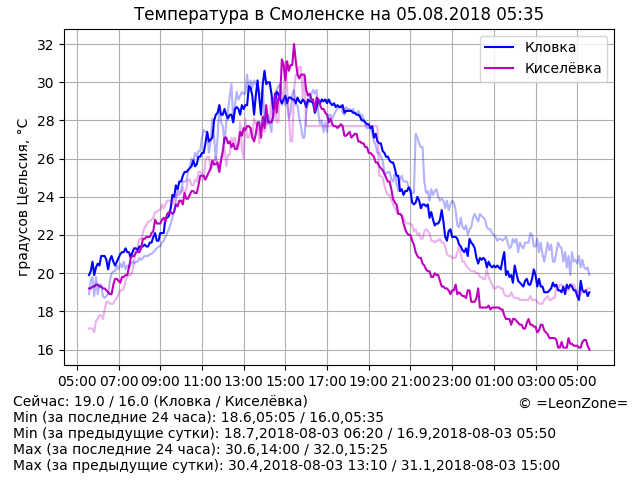 Температура в Смоленске на 05.08.2018 05:35
Кловка
Киселёвка
градусов Цельсия, °C
32
30
28
26
24
22
20
18
16
05:00 07:00 09:00 11:00 13:00 15:00 17:00 19:00 21:00 23:00 01:00 03:00 05:00
Сейчас: 19.0 / 16.0 (Кловка / Киселёвка)
© =LeonZone=
Min (за последние 24 часа): 18.6,05:05 / 16.0,05:35
Min (за предыдущие сутки): 18.7,2018-08-03 06:20 / 16.9,2018-08-03 05:50
Max (за последние 24 часа): 30.6,14:00 / 32.0,15:25
Max (за предыдущие сутки): 30.4,2018-08-03 13:10 / 31.1,2018-08-03 15:00